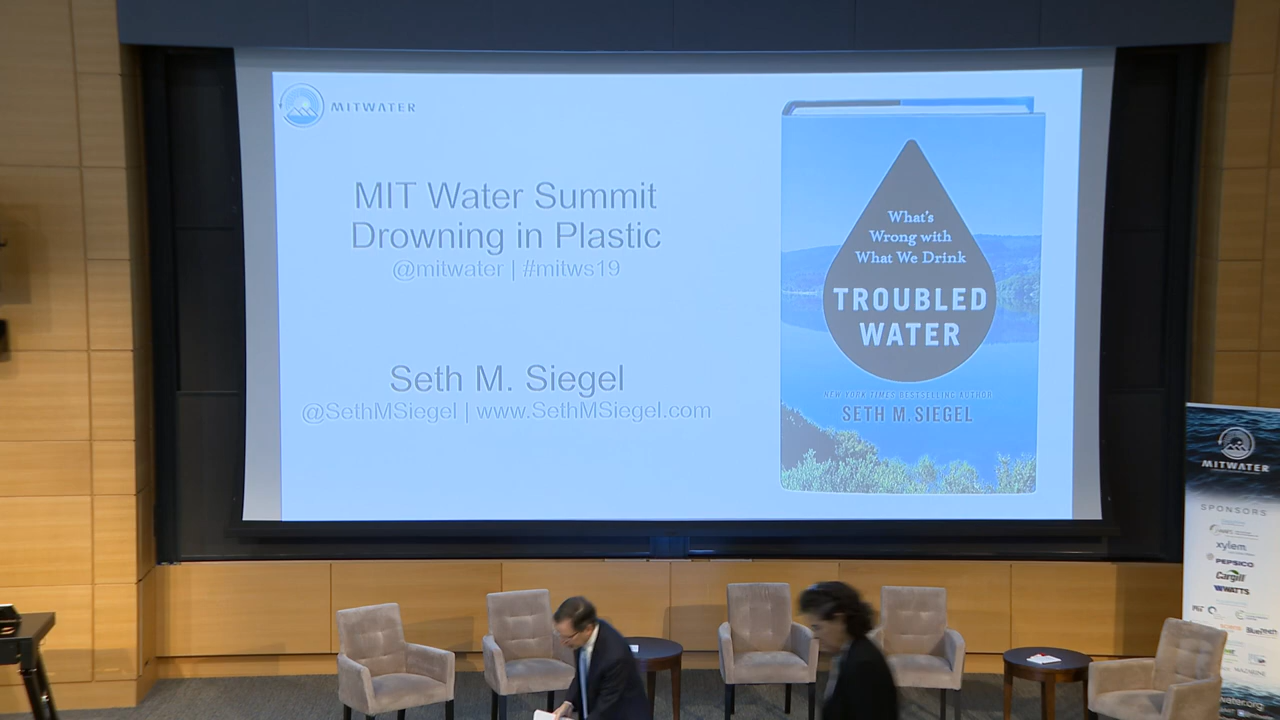 MITWATER
MIT Water Summit
Drowning in Plastic
@mitwater | #mitws19
Seth M. Siegel
@SethMSiegel | www.SethMSiegel.com
What's
Wrong with
What We Drink
TROUBLED
WATER
NEW YORK TIMES BESTSELLING AUTHOR
SETH M. SIEGEL
MITWATER
SPONSORS
xylem
PEPSICO
Cargill
WATTS